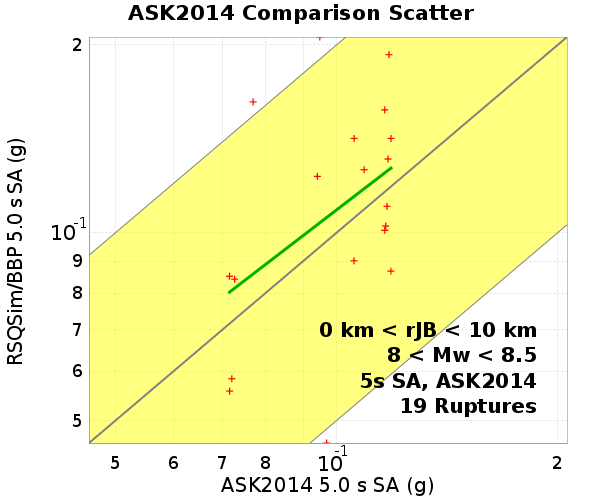 ASK2014 Comparison Scatter
RSQSim/BBP 5.0 s SA (g)
2
10-1
9
8
7
6
5
0 km < rJB < 10 km
8 < Mw < 8.5
5s SA, ASK2014
19 Ruptures
5 6 7 8 10-1 2
ASK2014 5.0 s SA (g)